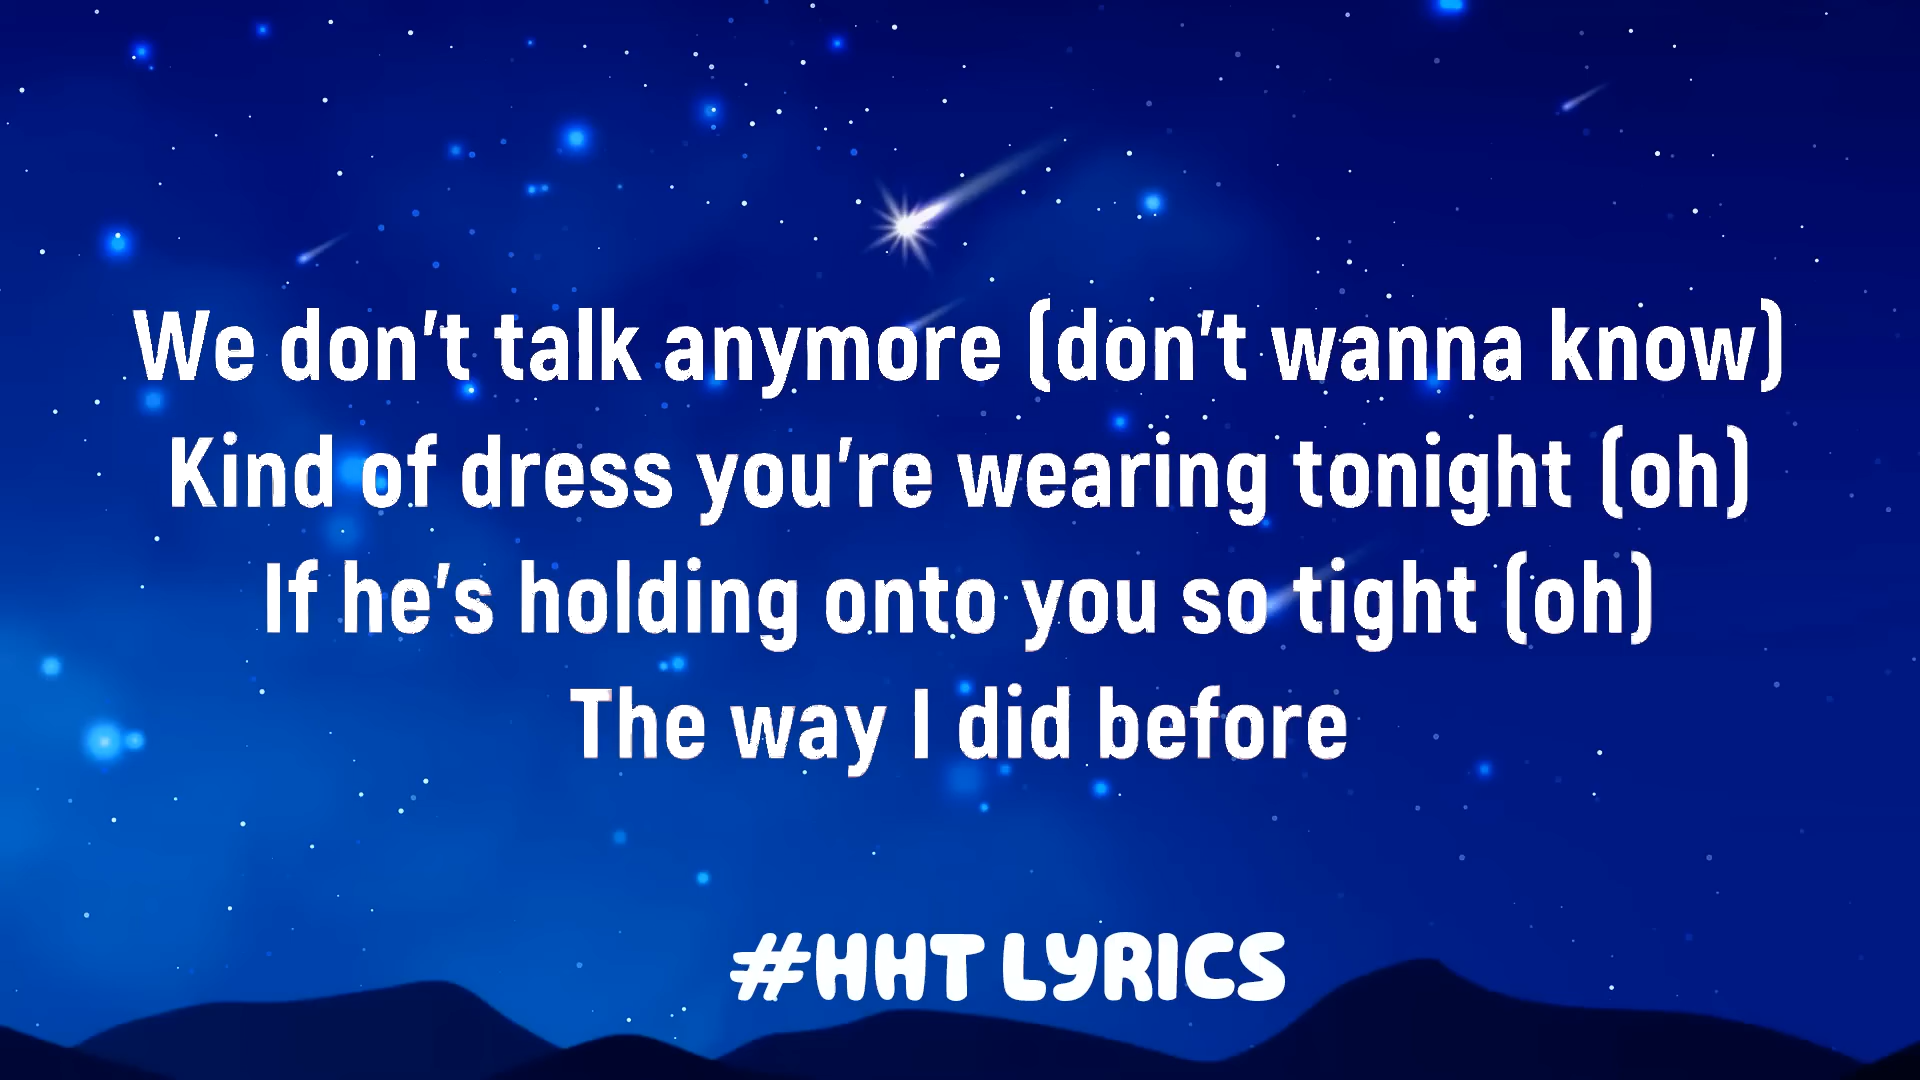 We don't talk anymore (don't wanna know)
Kind of dress you're wearing tonight (oh)
If he's holding onto you so tight (oh)
The way I did before
#HHT LYRICS